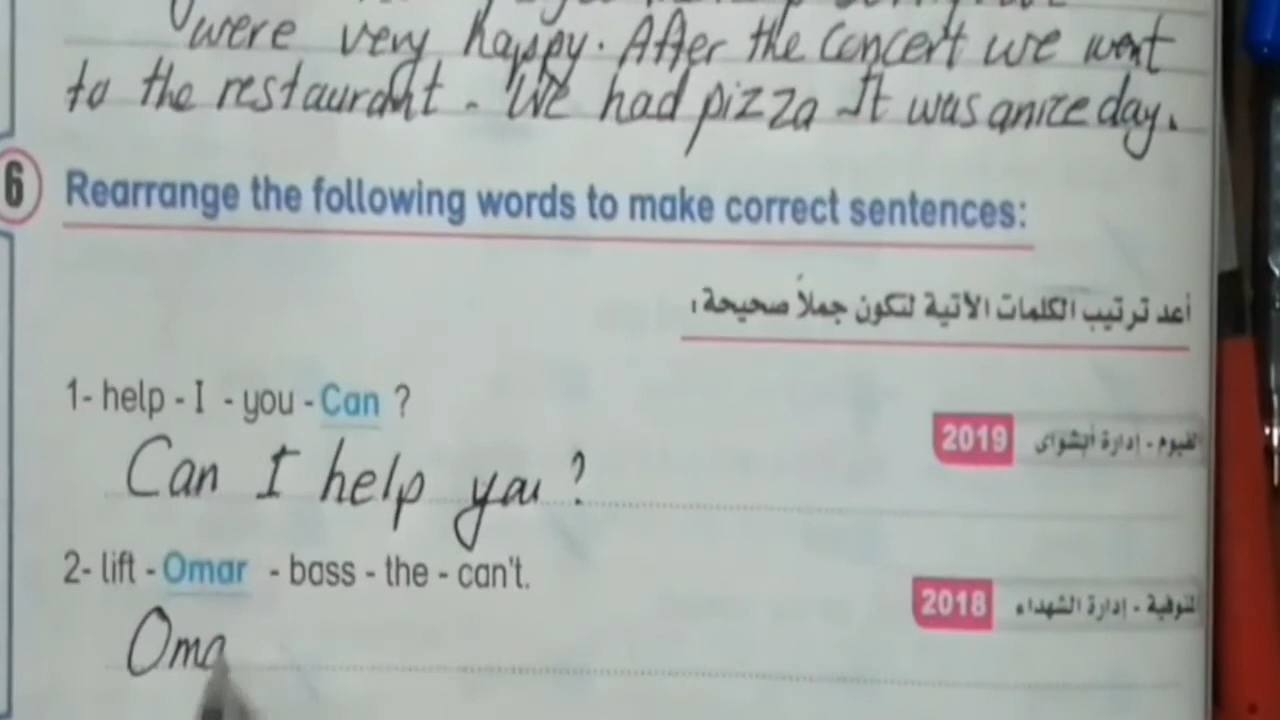 were very happy. After the Concert we went
to the restaurant. We had pizza It was a nice day.
6 Rearrange the following words to make correct sentences:
أعد ترتيب الكلمات الآتية لتكون جملاً صحيحة:
1- help - I - you - Can ?
2019 الفيوم - إدارة أبشواى
Can I help you ?
2- lift - Omar - bass - the - can't.
2018 المنوفية - إدارة الشهداء
Oma